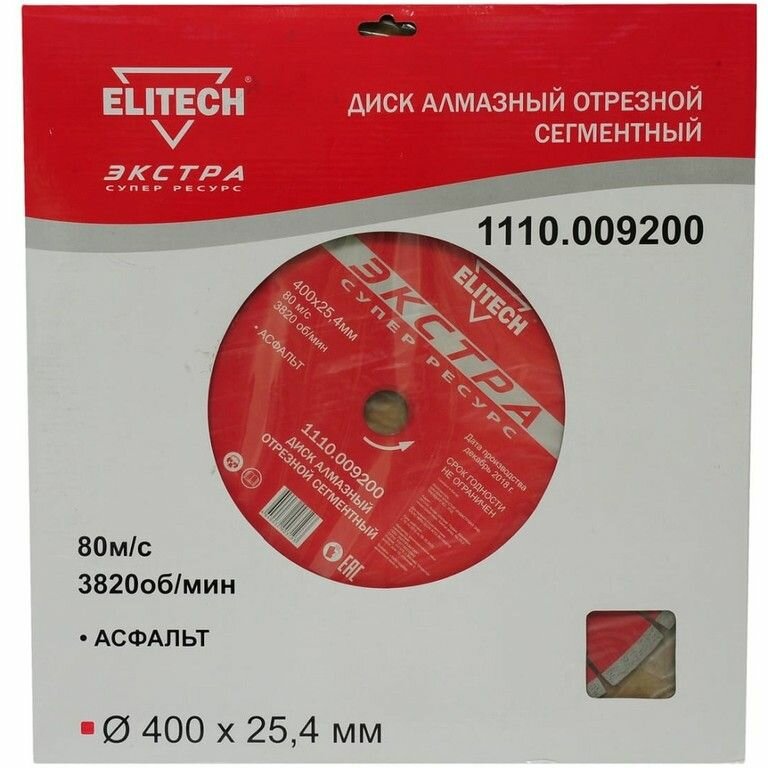 ELITECH®
ЭКСТРА
СУПЕР РЕСУРС
ДИСК АЛМАЗНЫЙ ОТРЕЗНОЙ
СЕГМЕНТНЫЙ
1110.009200
ELITECH
ЭКСТРА
СУПЕР РЕСУРС
400x25,4мм
80 м/с
3820 об/мин
• АСФАЛЬТ
1110.009200
ДИСК АЛМАЗНЫЙ
ОТРЕЗНОЙ СЕГМЕНТНЫЙ
Дата производства
декабрь 2018 г.
СРОК ГОДНОСТИ
НЕ ОГРАНИЧЕН
EAC
80м/с
3820об/мин
• АСФАЛЬТ
Ø 400 x 25,4 мм